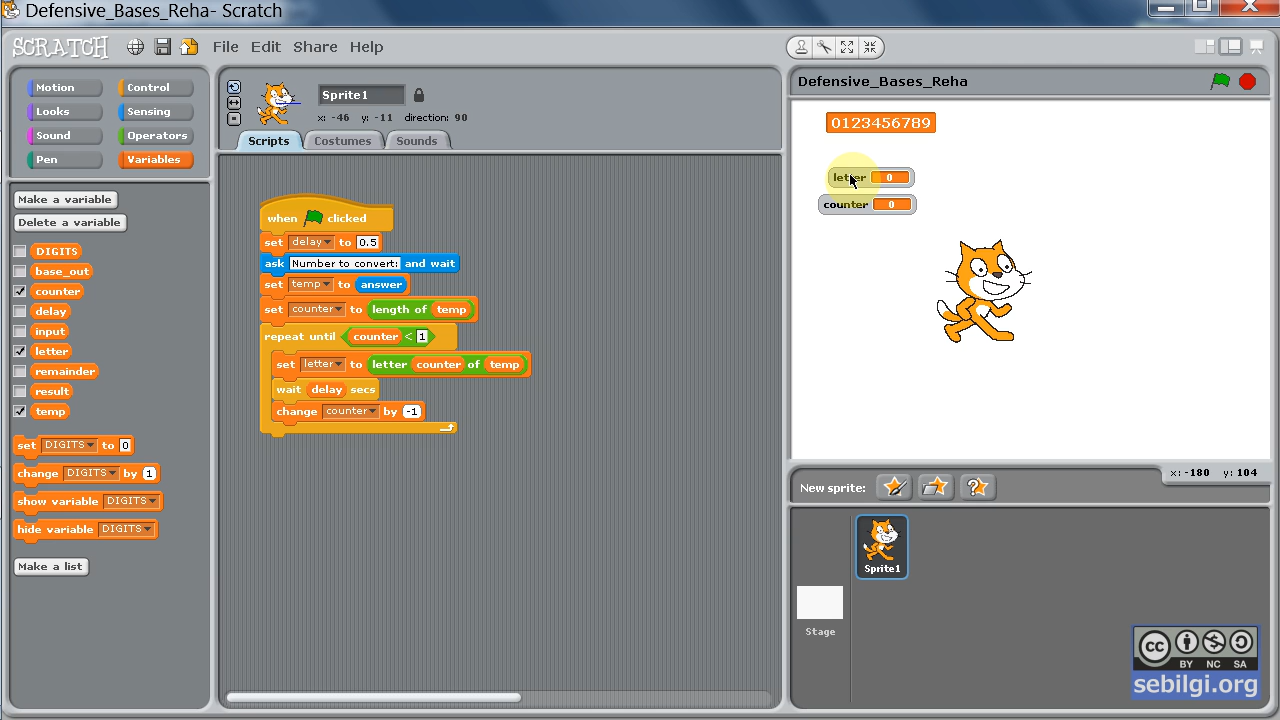 Defensive_Bases_Reha- Scratch
SCRATCH File Edit Share Help
Motion Control
Looks Sensing
Sound Operators
Pen Variables
Make a variable
Delete a variable
DIGITS
base_out
counter
delay
input
letter
remainder
result
temp
set DIGITS to 0
change DIGITS by 1
show variable DIGITS
hide variable DIGITS
Make a list
Sprite1
x: -46 y: -11 direction: 90
Scripts Costumes Sounds
when clicked
set delay to 0.5
ask Number to convert: and wait
set temp to answer
set counter to length of temp
repeat until counter < 1
set letter to letter counter of temp
wait delay secs
change counter by -1
Defensive_Bases_Reha
0123456789
letter 0
counter 0
x: -180 y: 104
New sprite:
Sprite1
Stage
cc BY NC SA
sebilgi.org